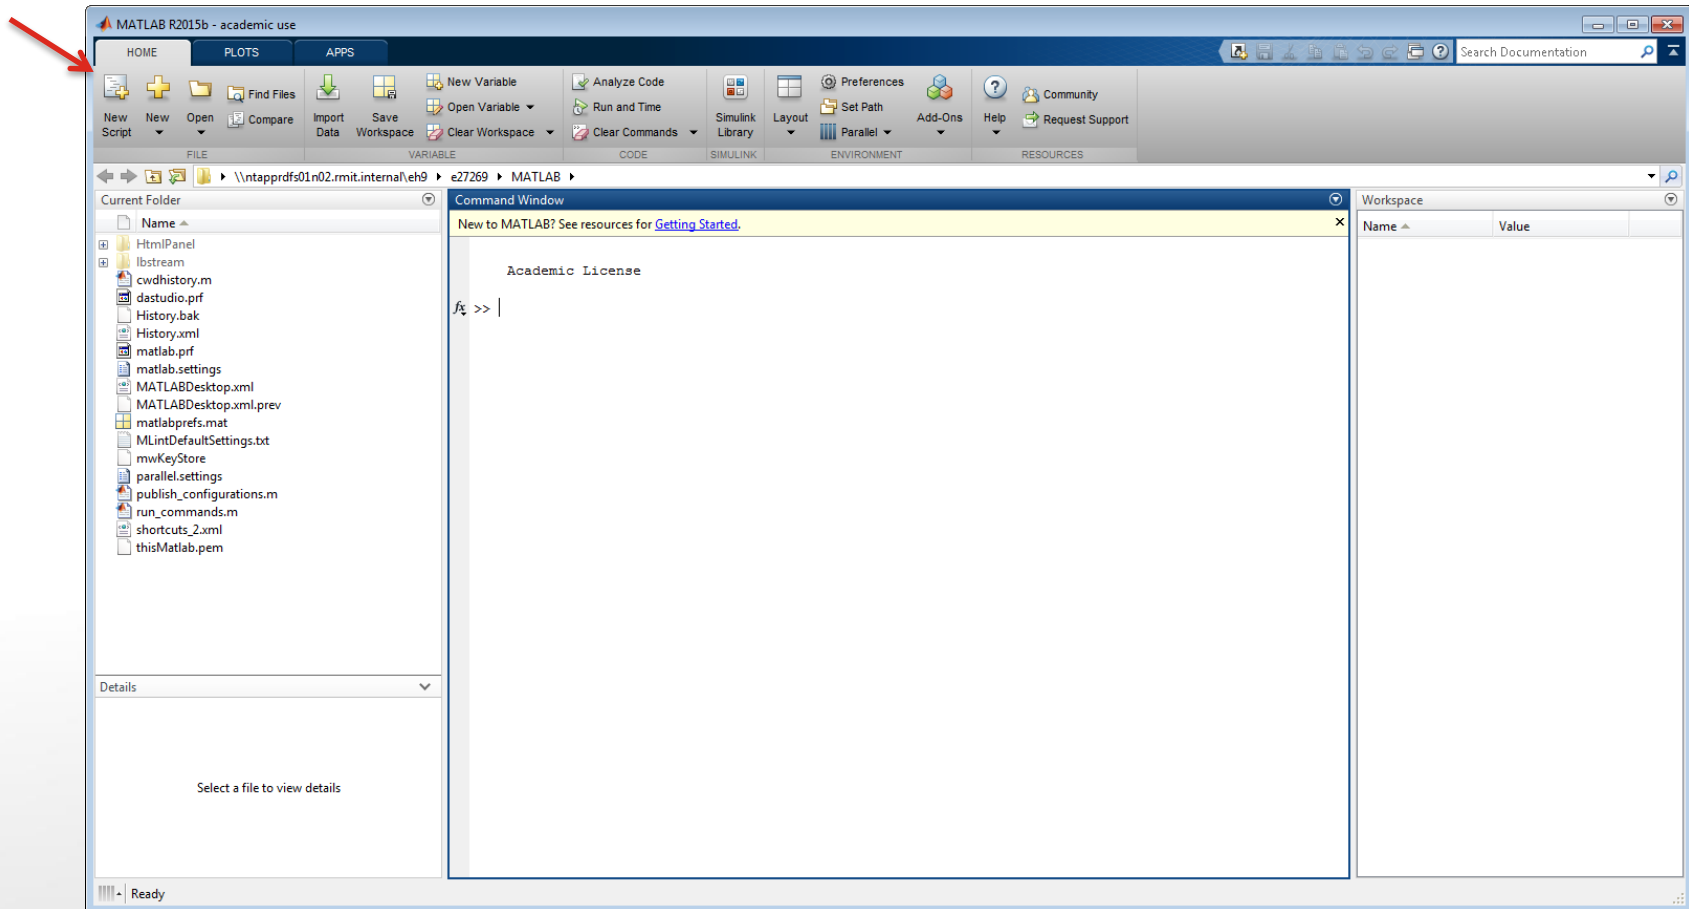 MATLAB R2015b - academic use
HOME PLOTS APPS
Search Documentation
New Script
New
Open
Find Files
Compare
Import Data
Save Workspace
New Variable
Open Variable
Clear Workspace
Analyze Code
Run and Time
Clear Commands
Simulink Library
Layout
Preferences
Set Path
Parallel
Add-Ons
Help
Community
Request Support
FILE VARIABLE CODE SIMULINK ENVIRONMENT RESOURCES
\\ntapprdfs01n02.rmit.internal\eh9 e27269 MATLAB
Current Folder
Name
HtmlPanel
lbstream
cwdhistory.m
dastudio.prf
History.bak
History.xml
matlab.prf
matlab.settings
MATLABDesktop.xml
MATLABDesktop.xml.prev
matlabprefs.mat
MLintDefaultSettings.txt
mwKeyStore
parallel.settings
publish_configurations.m
run_commands.m
shortcuts_2.xml
thisMatlab.pem
Details
Select a file to view details
Command Window
New to MATLAB? See resources for Getting Started.
Academic License
fx >>
Workspace
Name Value
Ready